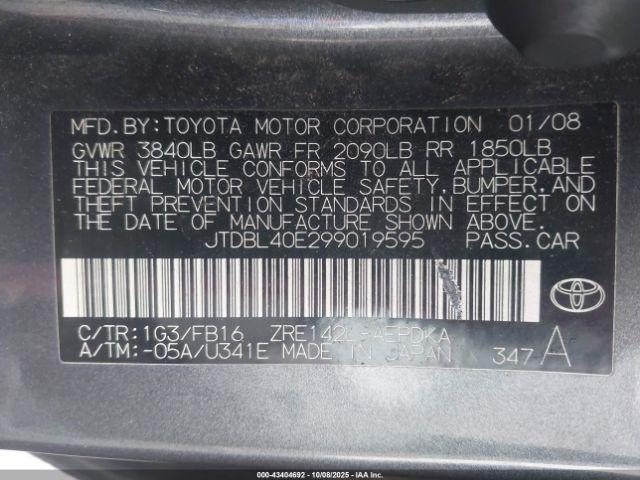 MFD.BY:TOYOTA MOTOR CORPORATION 01/08
GVWR 3840LB GAWR FR 2090LB RR 1850LB
THIS VEHICLE CONFORMS TO ALL APPLICABLE
FEDERAL MOTOR VEHICLE SAFETY,BUMPER,AND
THEFT PREVENTION STANDARDS IN EFFECT ON
THE DATE OF MANUFACTURE SHOWN ABOVE.
JTDBL40E299019595 PASS.CAR
C/TR:1G3/FB16
A/TM:-05A/U341E MADE IN JAPAN 347 A
000-43404692 10/08/2025 IAA, LLC.